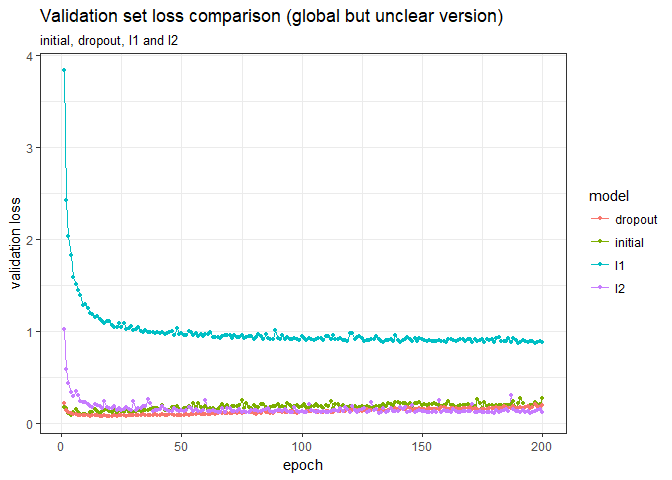 Validation set loss comparison (global but unclear version)
initial, dropout, l1 and l2
4
3
2
1
0
validation loss
0
50
100
150
200
epoch
model
dropout
initial
l1
l2